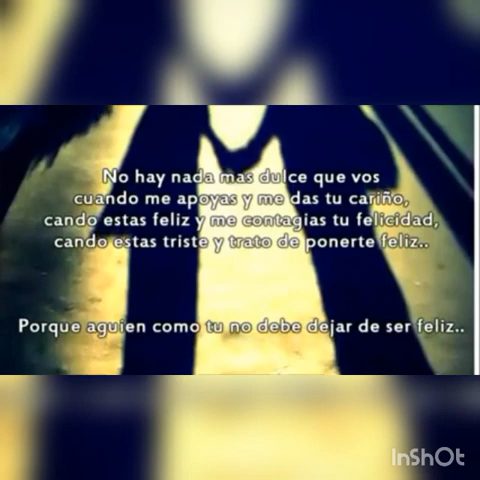 No hay nada mas dulce que vos
cuando me apoyas y me das tu cariño,
cando estas feliz y me contagias tu felicidad,
cando estas triste y trato de ponerte feliz..
Porque aguien como tu no debe dejar de ser feliz..
InShOt